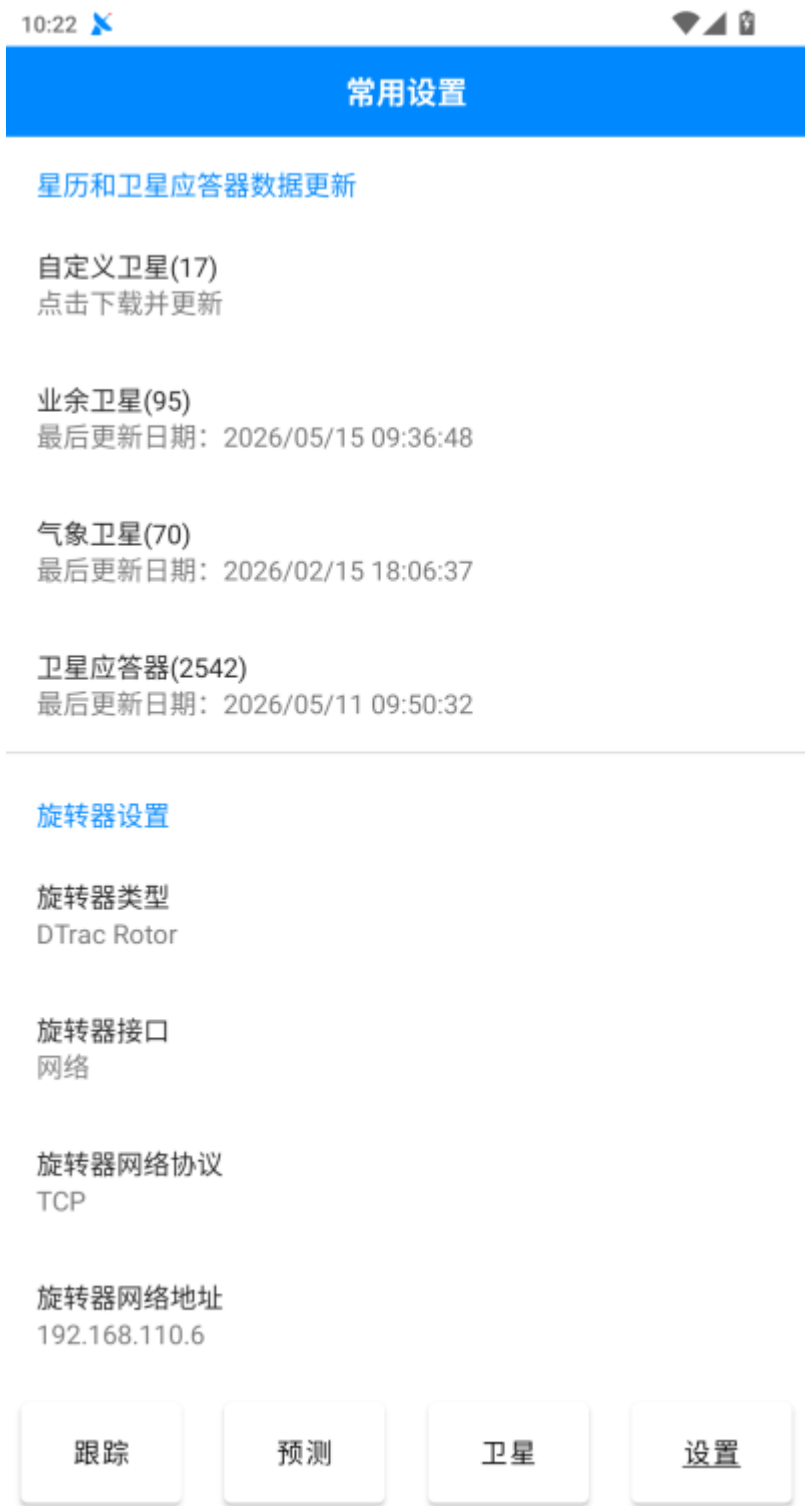 10:22
常用设置
星历和卫星应答器数据更新
自定义卫星(17)
点击下载并更新
业余卫星(95)
最后更新日期：2026/05/15 09:36:48
气象卫星(70)
最后更新日期：2026/02/15 18:06:37
卫星应答器(2542)
最后更新日期：2026/05/11 09:50:32
旋转器设置
旋转器类型
DTrac Rotor
旋转器接口
网络
旋转器网络协议
TCP
旋转器网络地址
192.168.110.6
跟踪 预测 卫星 设置